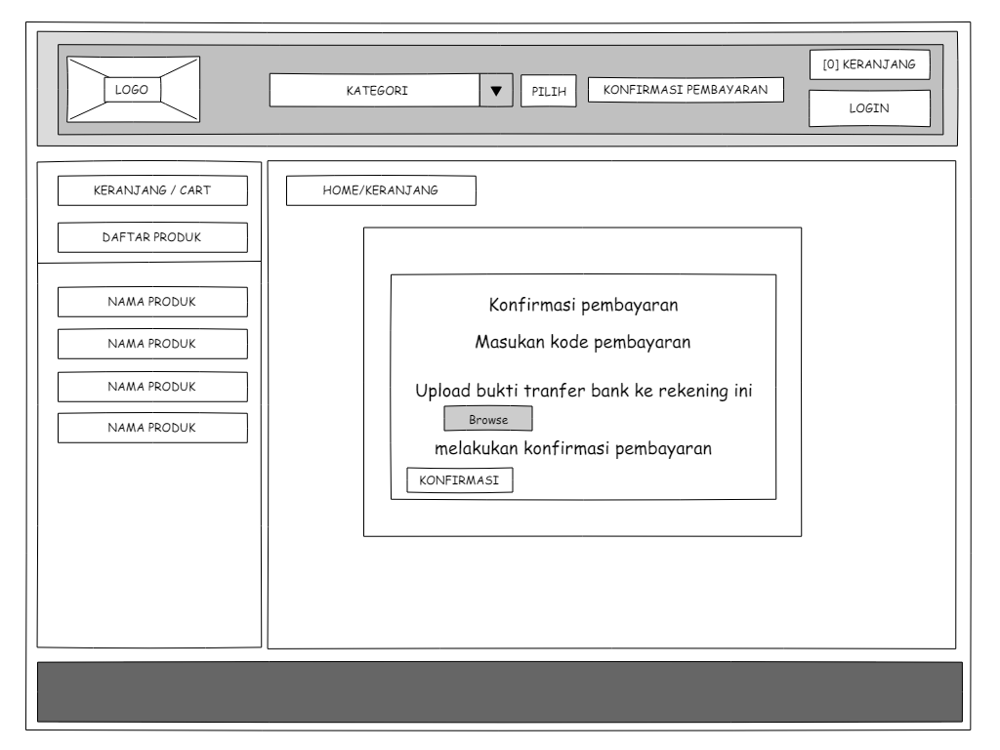 LOGO
KATEGORI
PILIH
KONFIRMASI PEMBAYARAN
[0] KERANJANG
LOGIN
KERANJANG / CART
DAFTAR PRODUK
NAMA PRODUK
NAMA PRODUK
NAMA PRODUK
NAMA PRODUK
HOME/KERANJANG
Konfirmasi pembayaran
Masukan kode pembayaran
Upload bukti tranfer bank ke rekening ini
Browse
melakukan konfirmasi pembayaran
KONFIRMASI